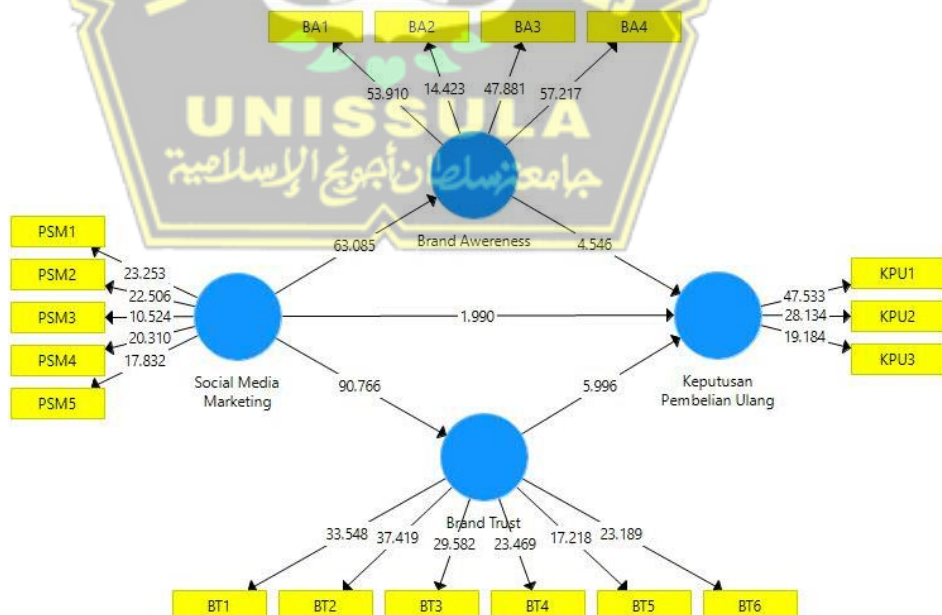 BA1 BA2 BA3 BA4
53.910 14.423 47.881 57.217
UNISSULA
جامعة سلطان أجونج الإسلامية
PSM1
PSM2
PSM3
PSM4
PSM5
23.253
22.506
10.524
20.310
17.832
63.085
Brand Awereness
4.546
1.990
Social Media
Marketing
90.766
5.996
Keputusan
Pembelian Ulang
47.533
28.134
19.184
KPU1
KPU2
KPU3
Brand Trust
33.548 37.419 29.582 23.469 17.218 23.189
BT1 BT2 BT3 BT4 BT5 BT6